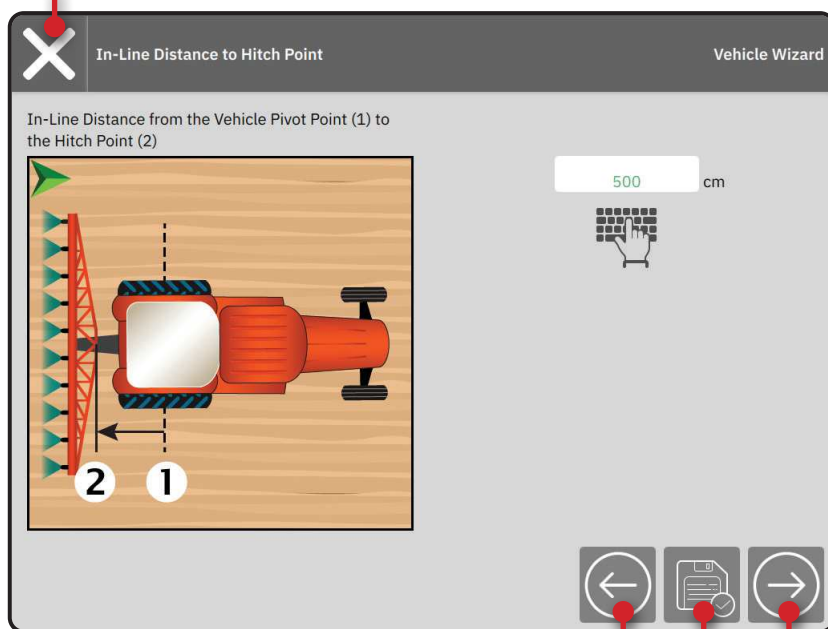 In-Line Distance to Hitch Point
Vehicle Wizard
In-Line Distance from the Vehicle Pivot Point (1) to
the Hitch Point (2)
500 cm
2 1